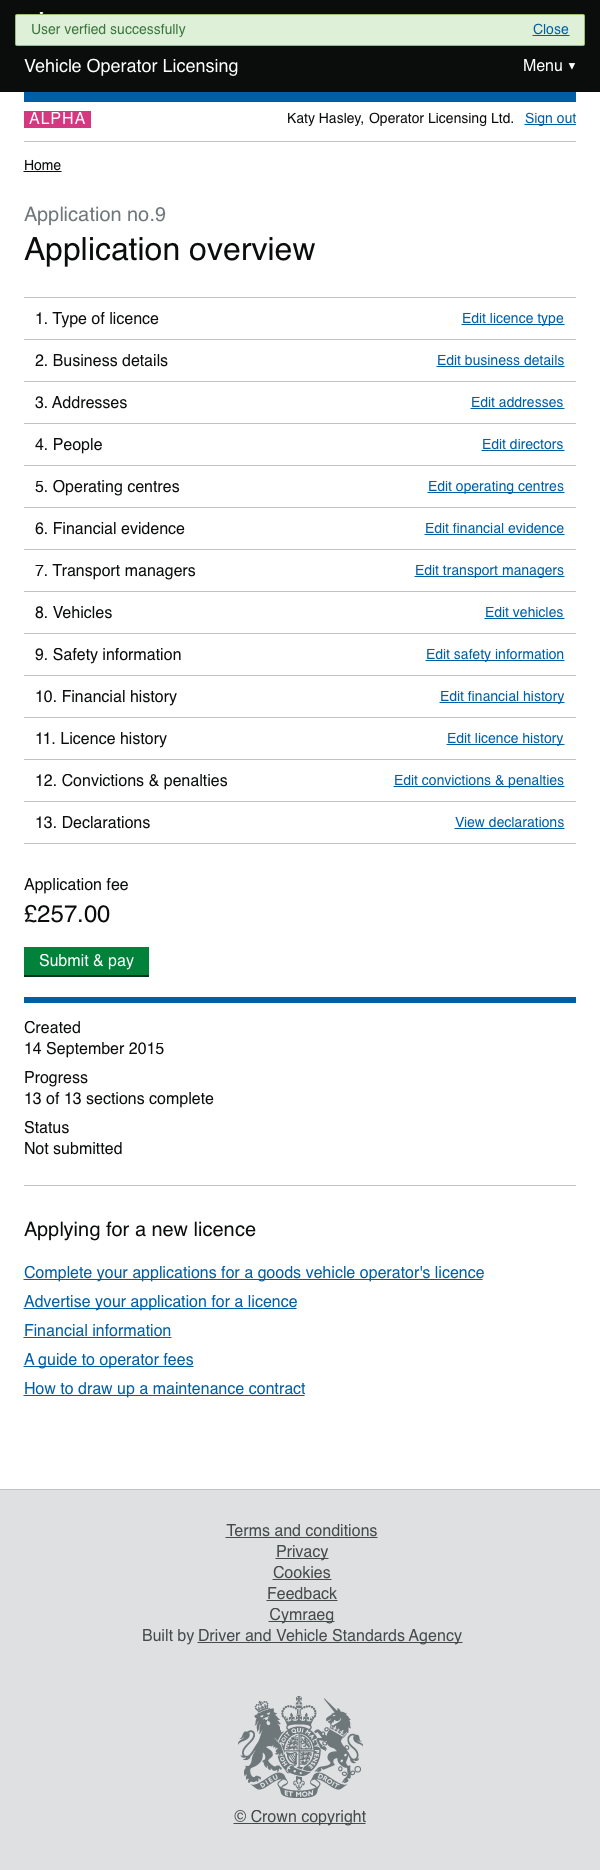 User verfied successfully Close
Vehicle Operator Licensing Menu ▼
ALPHA Katy Hasley, Operator Licensing Ltd. Sign out
Home
Application no.9
Application overview
1. Type of licence Edit licence type
2. Business details Edit business details
3. Addresses Edit addresses
4. People Edit directors
5. Operating centres Edit operating centres
6. Financial evidence Edit financial evidence
7. Transport managers Edit transport managers
8. Vehicles Edit vehicles
9. Safety information Edit safety information
10. Financial history Edit financial history
11. Licence history Edit licence history
12. Convictions & penalties Edit convictions & penalties
13. Declarations View declarations
Application fee
£257.00
Submit & pay
Created
14 September 2015
Progress
13 of 13 sections complete
Status
Not submitted
Applying for a new licence
Complete your applications for a goods vehicle operator's licence
Advertise your application for a licence
Financial information
A guide to operator fees
How to draw up a maintenance contract
Terms and conditions
Privacy
Cookies
Feedback
Cymraeg
Built by Driver and Vehicle Standards Agency
DIEU ET MON DROIT
© Crown copyright